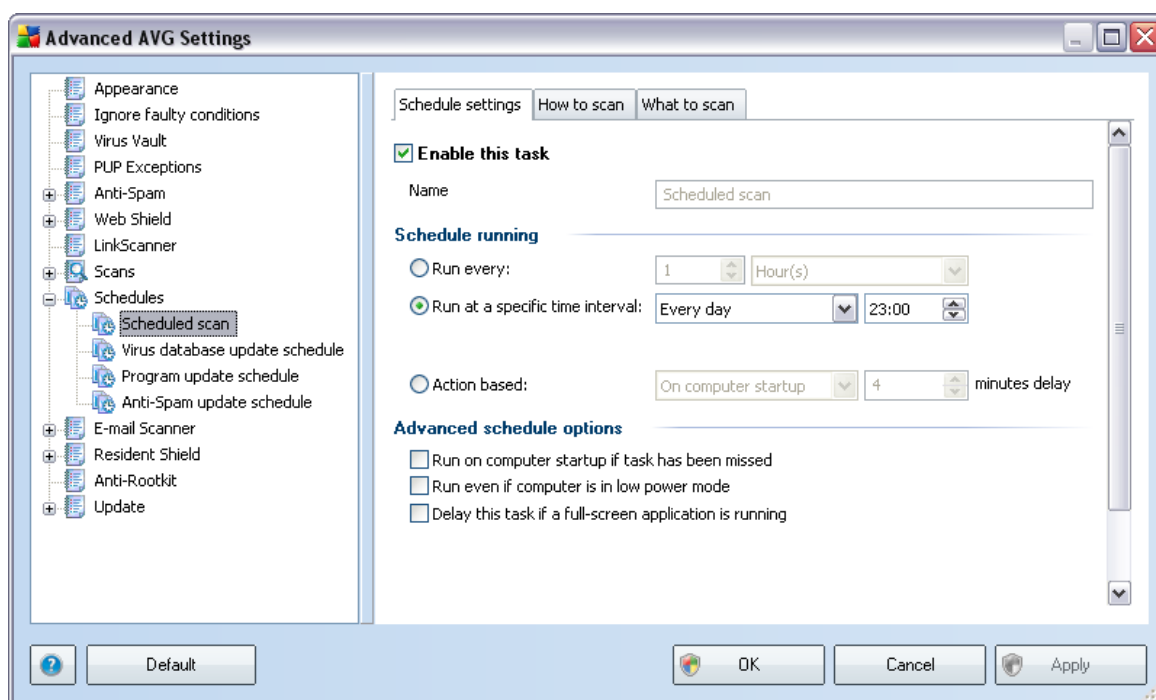 Advanced AVG Settings
Appearance
Ignore faulty conditions
Virus Vault
PUP Exceptions
Anti-Spam
Web Shield
LinkScanner
Scans
Schedules
Scheduled scan
Virus database update schedule
Program update schedule
Anti-Spam update schedule
E-mail Scanner
Resident Shield
Anti-Rootkit
Update
Schedule settings How to scan What to scan
Enable this task
Name Scheduled scan
Schedule running
Run every: 1 Hour(s)
Run at a specific time interval: Every day 23:00
Action based: On computer startup 4 minutes delay
Advanced schedule options
Run on computer startup if task has been missed
Run even if computer is in low power mode
Delay this task if a full-screen application is running
? Default OK Cancel Apply